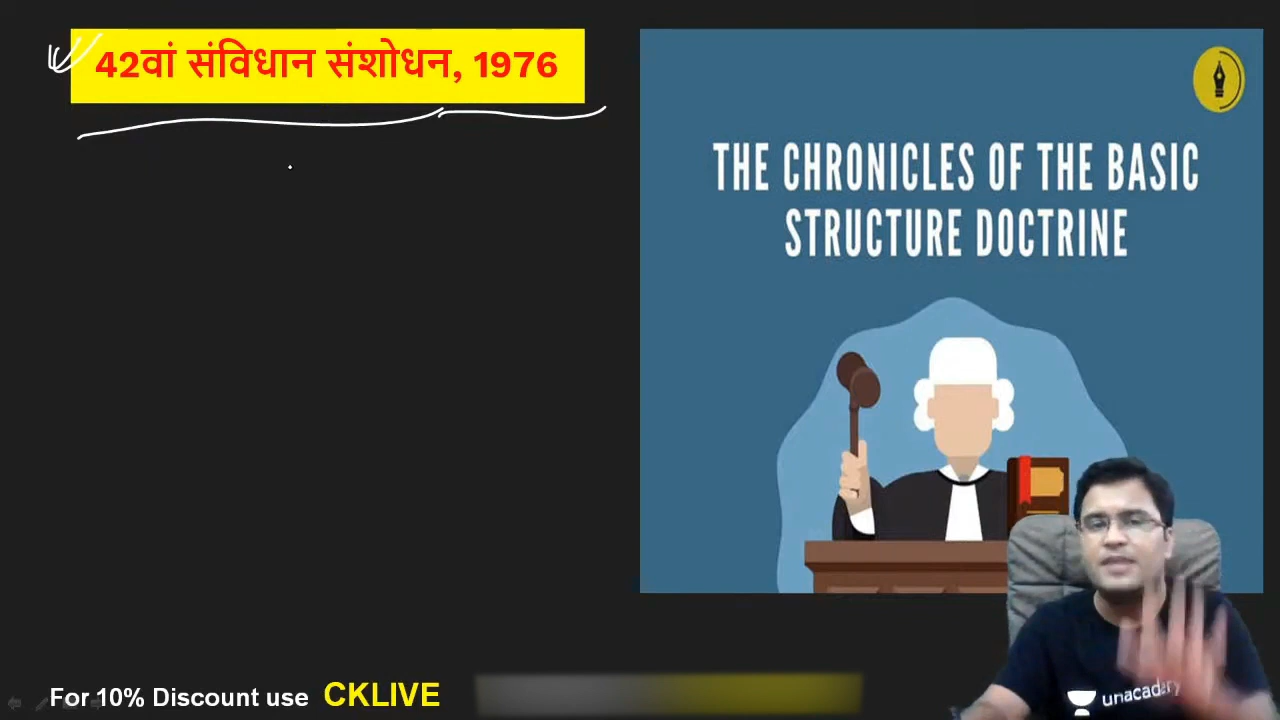 42वां संविधान संशोधन, 1976
THE CHRONICLES OF THE BASIC
STRUCTURE DOCTRINE
For 10% Discount use CKLIVE
unacademy